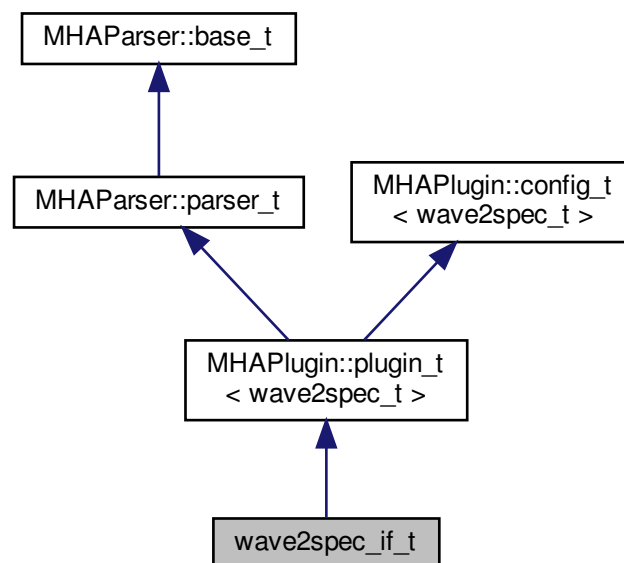 MHAParser::base_t
MHAParser::parser_t
MHAPlugin::config_t
< wave2spec_t >
MHAPlugin::plugin_t
< wave2spec_t >
wave2spec_if_t